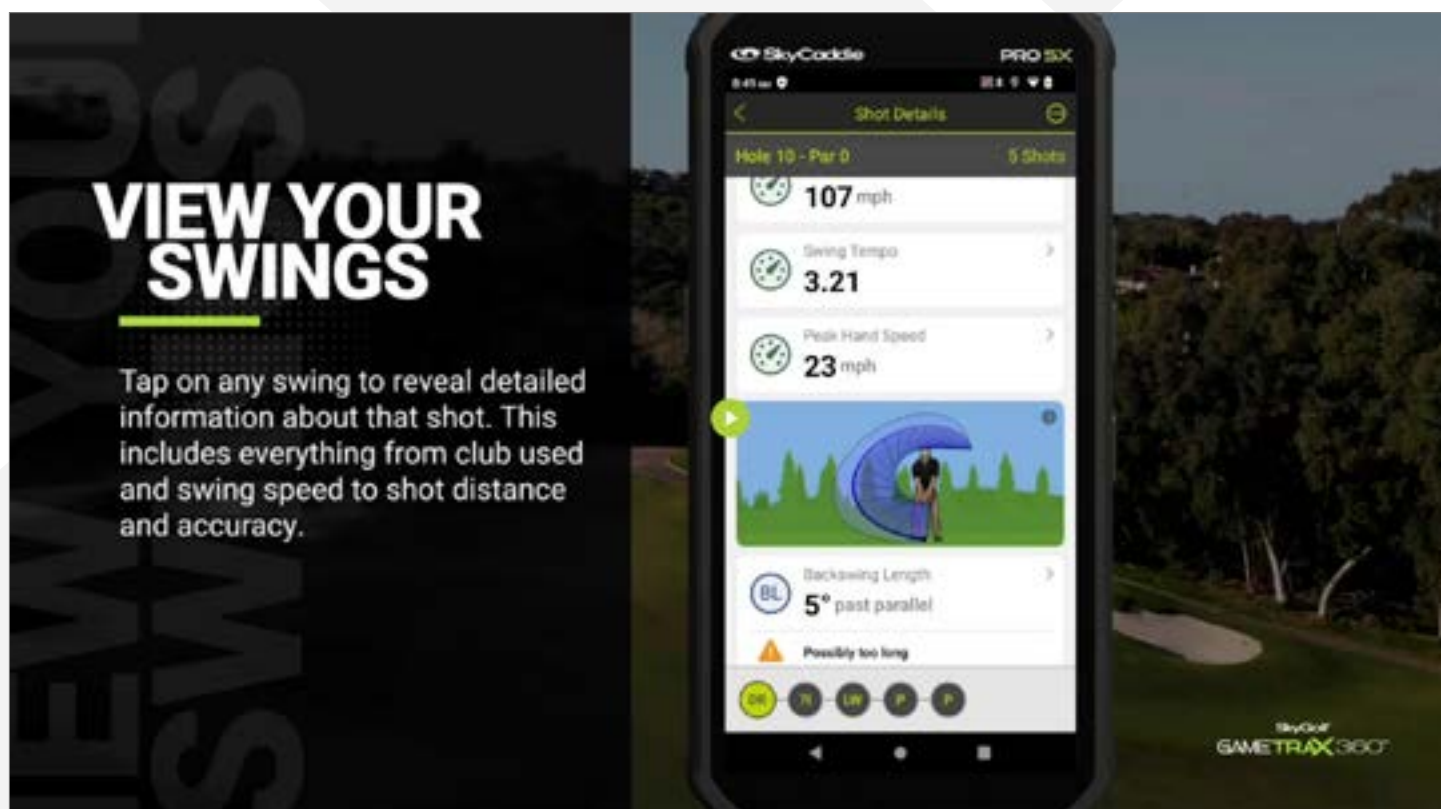 VIEW YOUR
SWINGS
Tap on any swing to reveal detailed
information about that shot. This
includes everything from club used
and swing speed to shot distance
and accuracy.
SkyCaddie PRO 5X
Shot Details
Hole 10 - Par 0 5 Shots
107 mph
Swing Tempo
3.21
Peak Hand Speed
23 mph
BL
Backswing Length
5° past parallel
Possibly too long
DR 7I LW P P
SkyGolf
GAMETRAX 360°